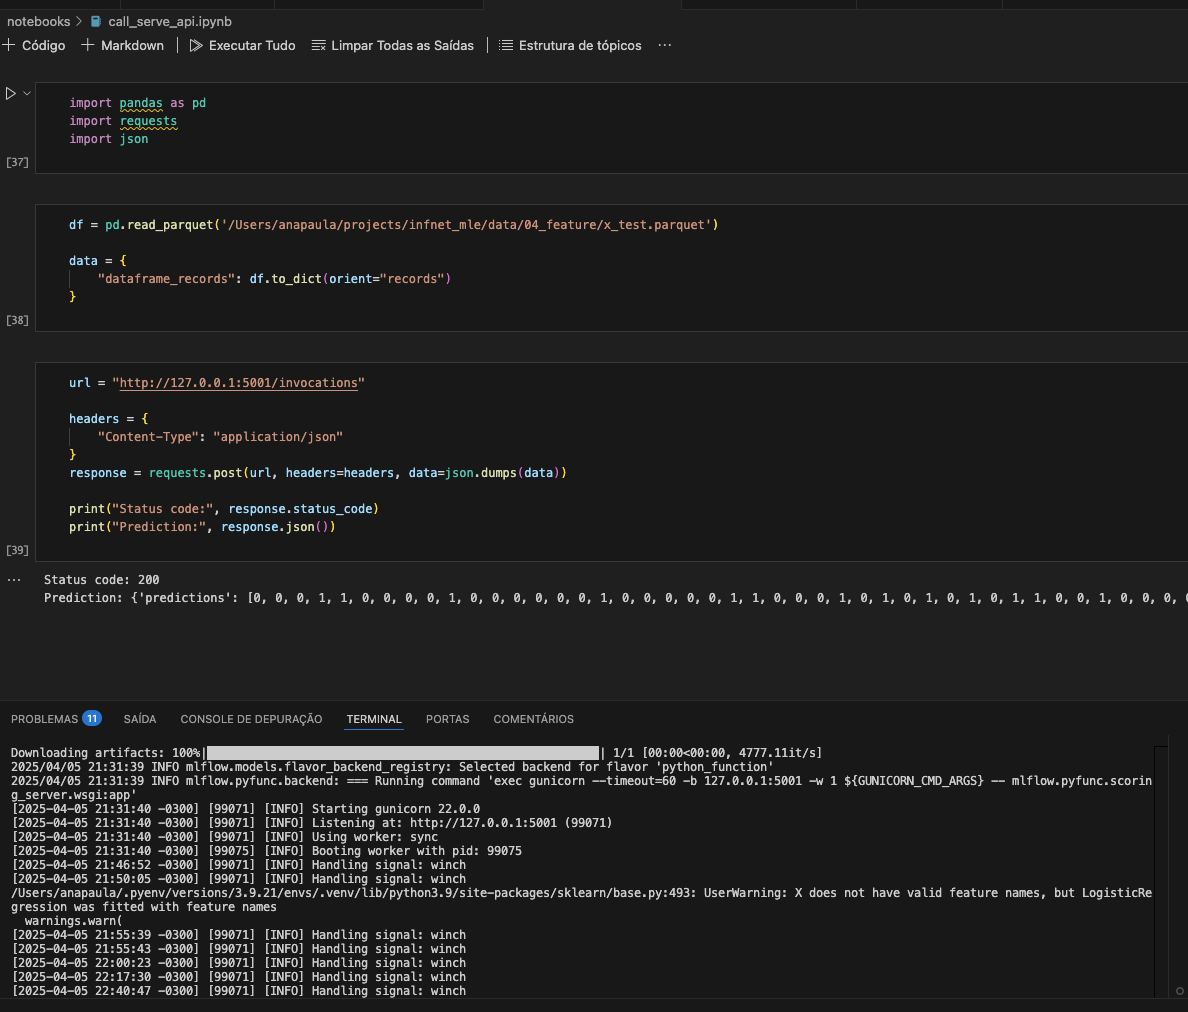 notebooks > call_serve_api.ipynb
+ Código + Markdown | Executar Tudo Limpar Todas as Saídas | Estrutura de tópicos ...
import pandas as pd
import requests
import json
[37]
df = pd.read_parquet('/Users/anapaula/projects/infnet_mle/data/04_feature/x_test.parquet')
data = {
"dataframe_records": df.to_dict(orient="records")
}
[38]
url = "http://127.0.0.1:5001/invocations"
headers = {
"Content-Type": "application/json"
}
response = requests.post(url, headers=headers, data=json.dumps(data))
print("Status code:", response.status_code)
print("Prediction:", response.json())
[39]
... Status code: 200
Prediction: {'predictions': [0, 0, 0, 1, 1, 0, 0, 0, 0, 1, 0, 0, 0, 0, 0, 0, 1, 0, 0, 0, 0, 0, 1, 1, 0, 0, 0, 1, 0, 1, 0, 1, 0, 1, 0, 1, 1, 0, 0, 1, 0, 0, 0,
PROBLEMAS 11 SAÍDA CONSOLE DE DEPURAÇÃO TERMINAL PORTAS COMENTÁRIOS
Downloading artifacts: 100%| | 1/1 [00:00<00:00, 4777.11it/s]
2025/04/05 21:31:39 INFO mlflow.models.flavor_backend_registry: Selected backend for flavor 'python_function'
2025/04/05 21:31:39 INFO mlflow.pyfunc.backend: === Running command 'exec gunicorn --timeout=60 -b 127.0.0.1:5001 -w 1 ${GUNICORN_CMD_ARGS} -- mlflow.pyfunc.scorin
g_server.wsgi:app'
[2025-04-05 21:31:40 -0300] [99071] [INFO] Starting gunicorn 22.0.0
[2025-04-05 21:31:40 -0300] [99071] [INFO] Listening at: http://127.0.0.1:5001 (99071)
[2025-04-05 21:31:40 -0300] [99071] [INFO] Using worker: sync
[2025-04-05 21:31:40 -0300] [99075] [INFO] Booting worker with pid: 99075
[2025-04-05 21:46:52 -0300] [99071] [INFO] Handling signal: winch
[2025-04-05 21:50:05 -0300] [99071] [INFO] Handling signal: winch
/Users/anapaula/.pyenv/versions/3.9.21/envs/.venv/lib/python3.9/site-packages/sklearn/base.py:493: UserWarning: X does not have valid feature names, but LogisticRe
gression was fitted with feature names
warnings.warn(
[2025-04-05 21:55:39 -0300] [99071] [INFO] Handling signal: winch
[2025-04-05 21:55:43 -0300] [99071] [INFO] Handling signal: winch
[2025-04-05 22:00:23 -0300] [99071] [INFO] Handling signal: winch
[2025-04-05 22:17:30 -0300] [99071] [INFO] Handling signal: winch
[2025-04-05 22:40:47 -0300] [99071] [INFO] Handling signal: winch